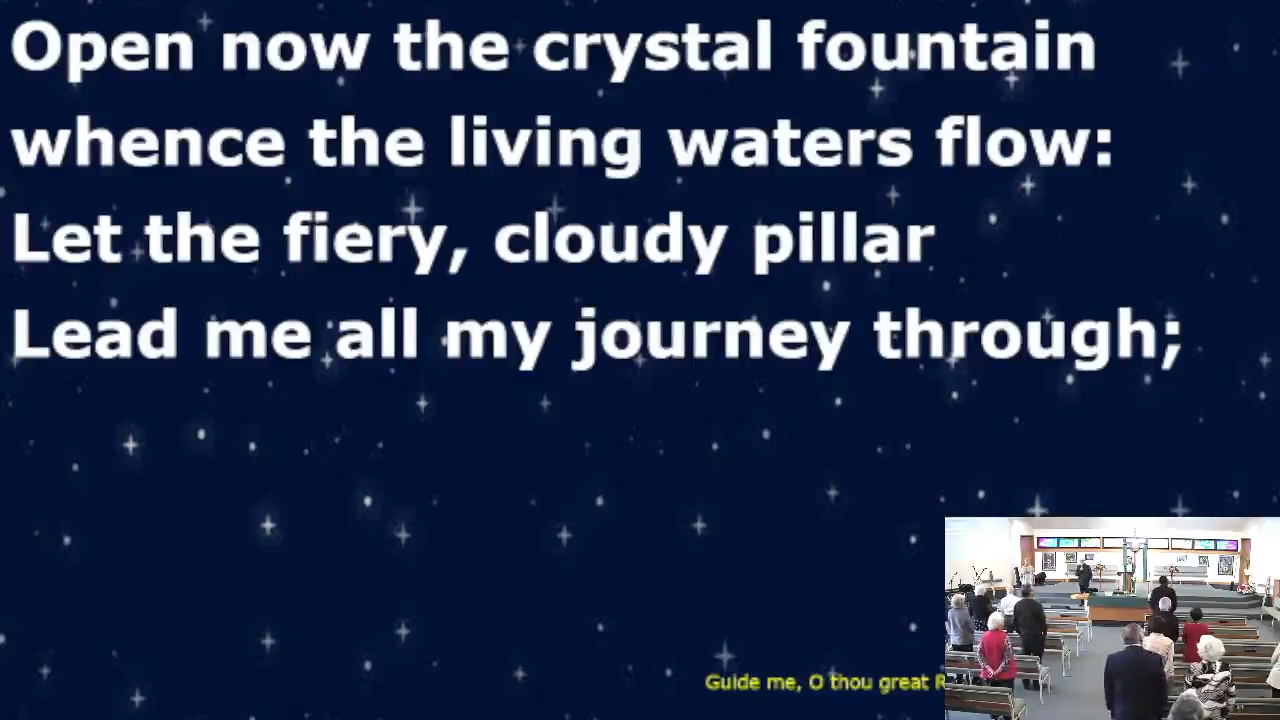 Open now the crystal fountain
whence the living waters flow:
Let the fiery, cloudy pillar
Lead me all my journey through;
Guide me, O thou great